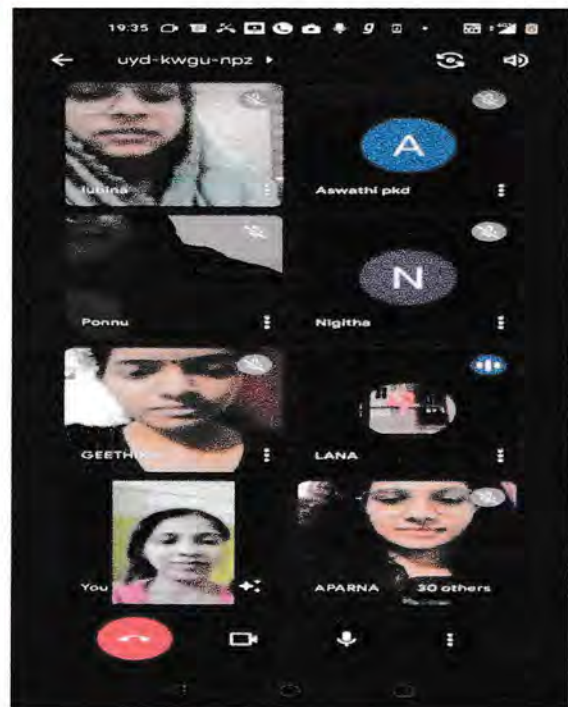 19:35
uyd-kwgu-npz
A
Aswathi pkd
Ponnu
N
Nigitha
LANA
You
APARNA
30 others